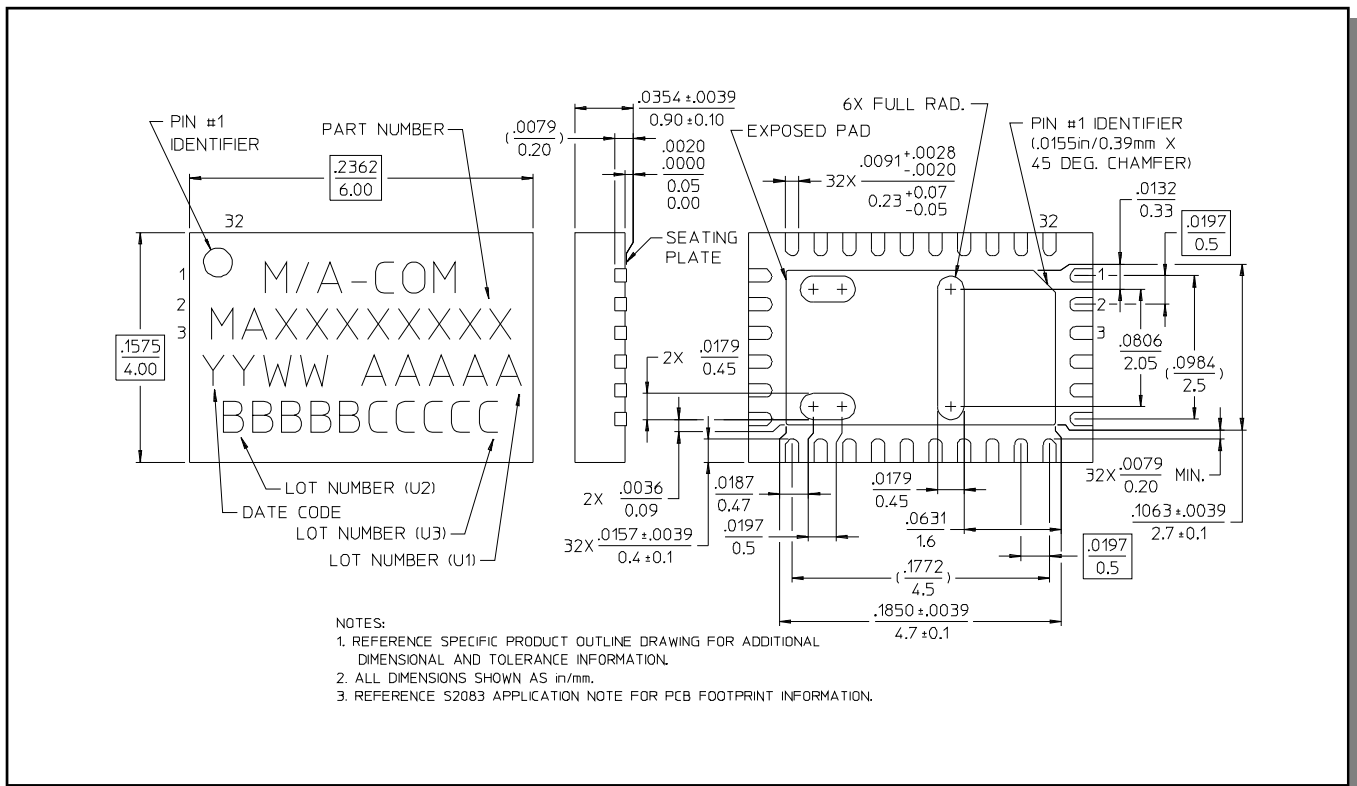 PIN #1
IDENTIFIER
PART NUMBER
.2362
6.00
32
1
2
3
.1575
4.00
M/A-COM
MAXXXXXXXXX
YYWW AAAAA
BBBBBCCCCC
LOT NUMBER (U2)
DATE CODE
LOT NUMBER (U3)
LOT NUMBER (U1)
.0354 ±.0039
0.90 ±0.10
(.0079)
0.20
.0020
.0000
0.05
0.00
SEATING
PLATE
EXPOSED PAD
6X FULL RAD.
32X .0091 +.0028
-.0020
0.23 +0.07
-0.05
PIN #1 IDENTIFIER
(.0155in/0.39mm X
45 DEG. CHAMFER)
32
.0132
0.33
.0197
0.5
1
2
3
.0806
2.05
(.0984)
2.5
2X .0179
0.45
2X .0036
0.09
32X .0157 ±.0039
0.4 ±0.1
.0187
0.47
.0197
0.5
.0179
0.45
.0631
1.6
(.1772)
4.5
.1850 ±.0039
4.7 ±0.1
32X .0079 MIN.
0.20
.1063 ±.0039
2.7 ±0.1
.0197
0.5
NOTES:
1. REFERENCE SPECIFIC PRODUCT OUTLINE DRAWING FOR ADDITIONAL
DIMENSIONAL AND TOLERANCE INFORMATION.
2. ALL DIMENSIONS SHOWN AS in/mm.
3. REFERENCE S2083 APPLICATION NOTE FOR PCB FOOTPRINT INFORMATION.